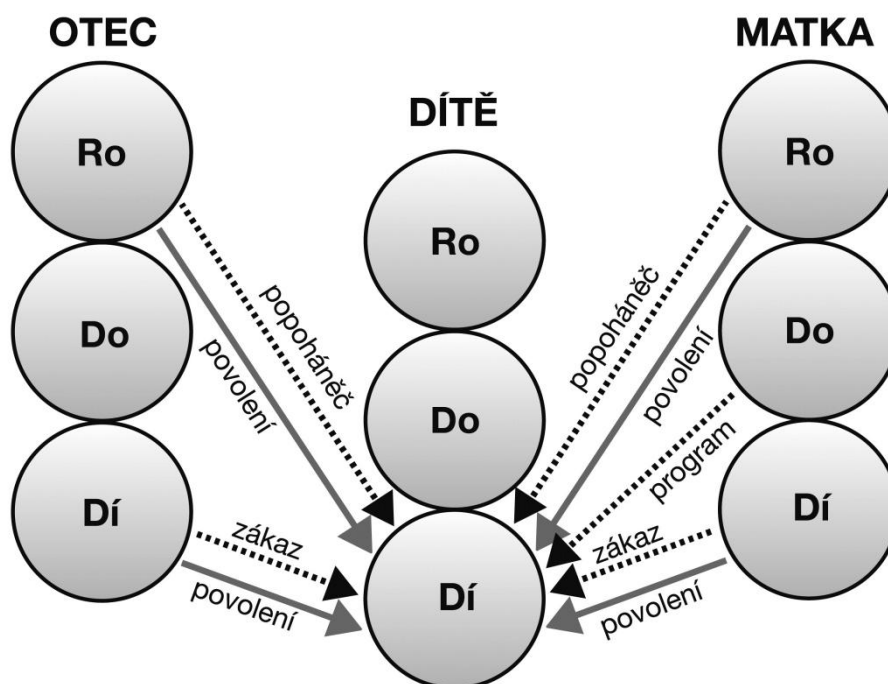 OTEC
MATKA
DÍTĚ
Ro
Ro
Ro
popoháněč
povolení
popoháněč
povolení
Do
Do
Do
program
Dí
Dí
Dí
zákaz
povolení
zákaz
povolení